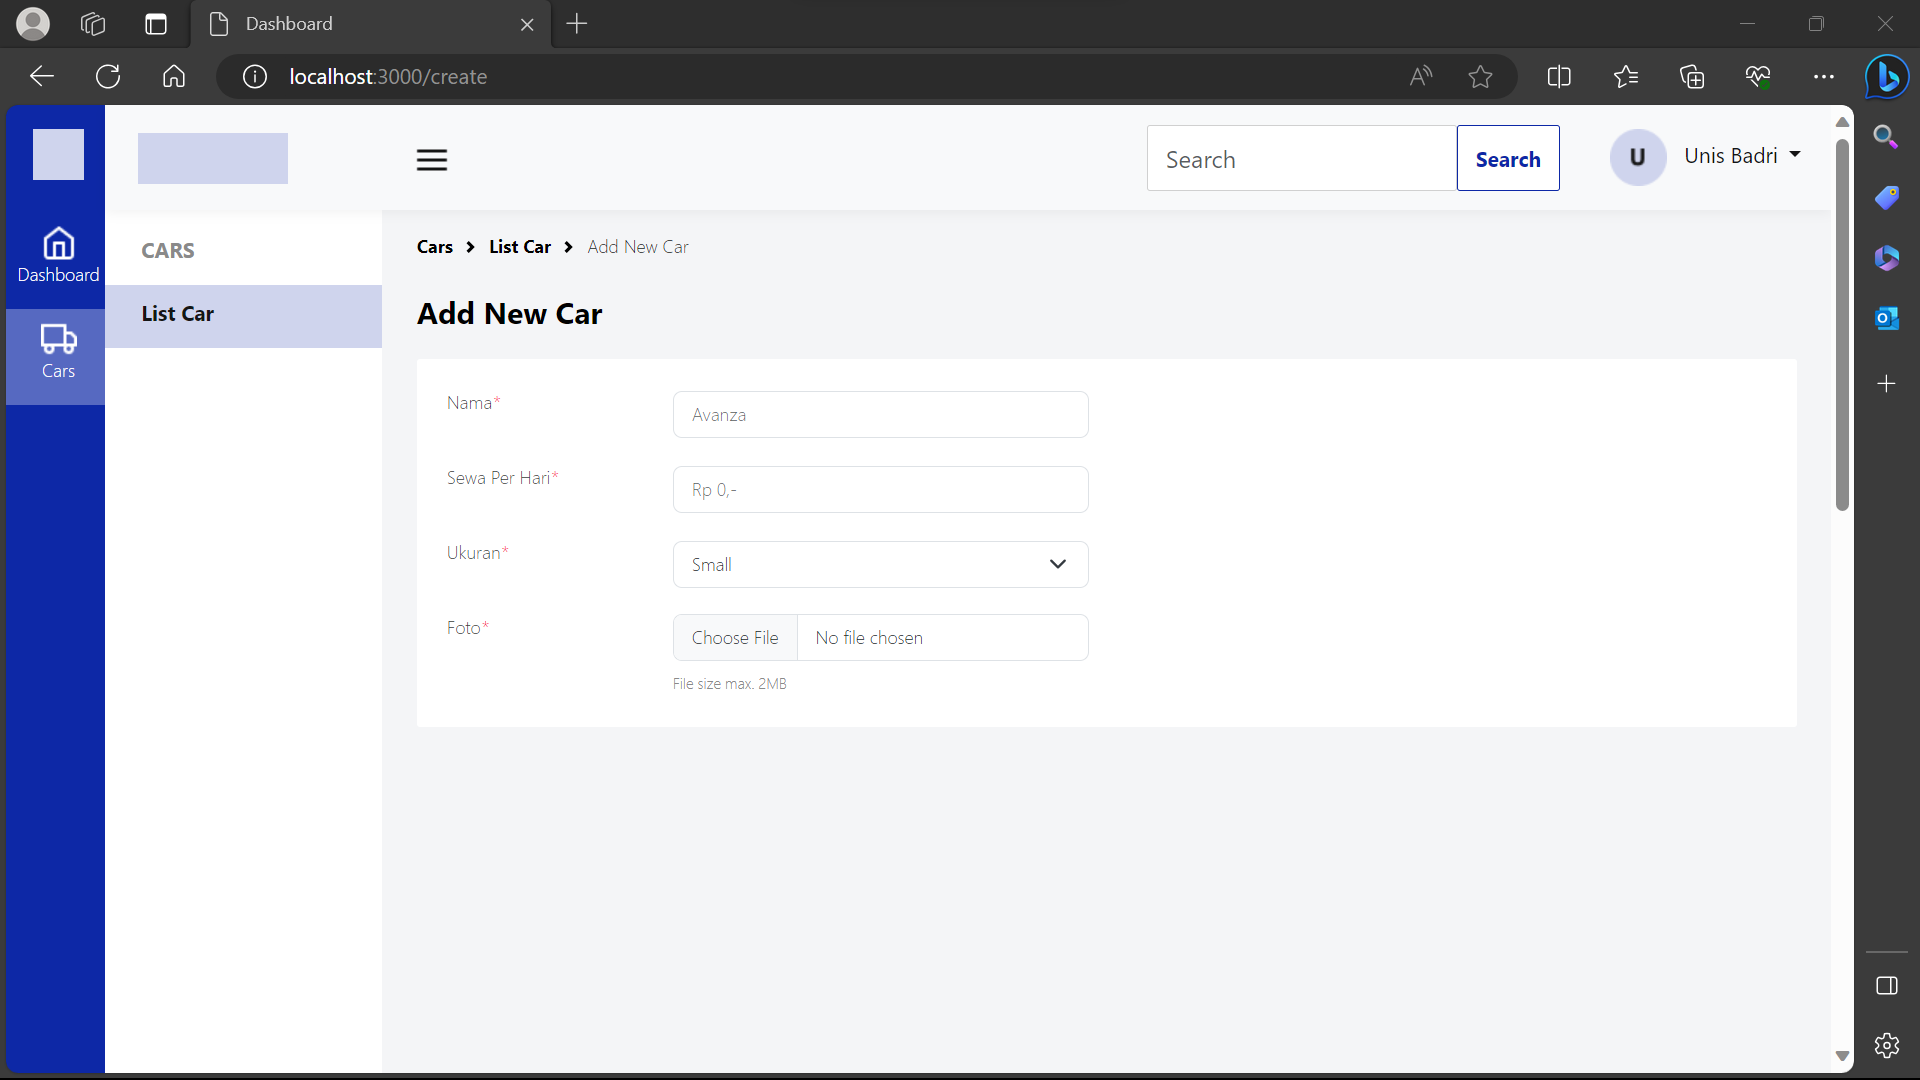 Dashboard
localhost:3000/create
Search
Search
U
Unis Badri
Dashboard
Cars
CARS
List Car
Cars List Car Add New Car
Add New Car
Nama*
Avanza
Sewa Per Hari*
Rp 0,-
Ukuran*
Small
Foto*
Choose File
No file chosen
File size max. 2MB